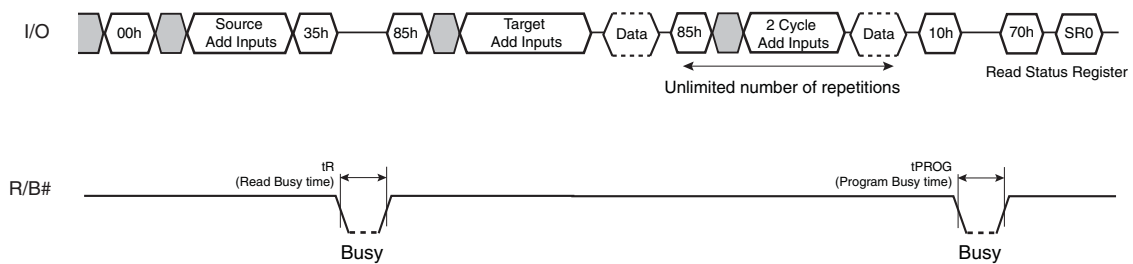 I/O
00h
Source
Add Inputs
35h
85h
Target
Add Inputs
Data
85h
2 Cycle
Add Inputs
Data
10h
70h
SR0
Unlimited number of repetitions
Read Status Register
R/B#
tR
(Read Busy time)
Busy
tPROG
(Program Busy time)
Busy